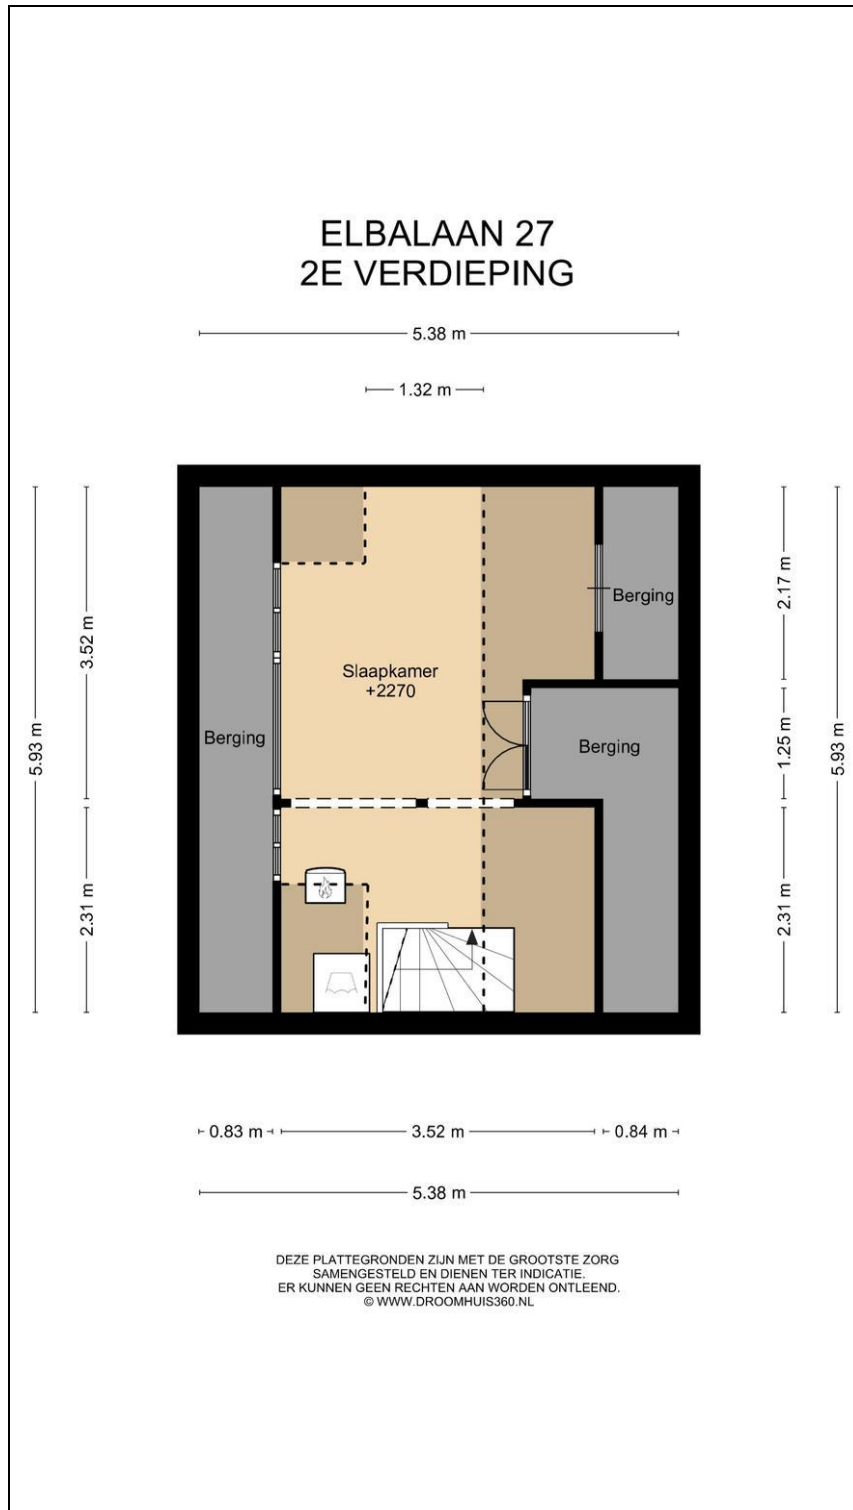 ELBALAAN 27
2E VERDIEPING
5.38 m
1.32 m
3.52 m
5.93 m
2.31 m
Berging
Slaapkamer
+2270
Berging
Berging
2.17 m
1.25 m
5.93 m
2.31 m
0.83 m
3.52 m
0.84 m
5.38 m
DEZE PLATTEGRONDEN ZIJN MET DE GROOTSTE ZORG
SAMENGESTELD EN DIENEN TER INDICATIE.
ER KUNNEN GEEN RECHTEN AAN WORDEN ONTLEEND.
© WWW.DROOMHUIS360.NL